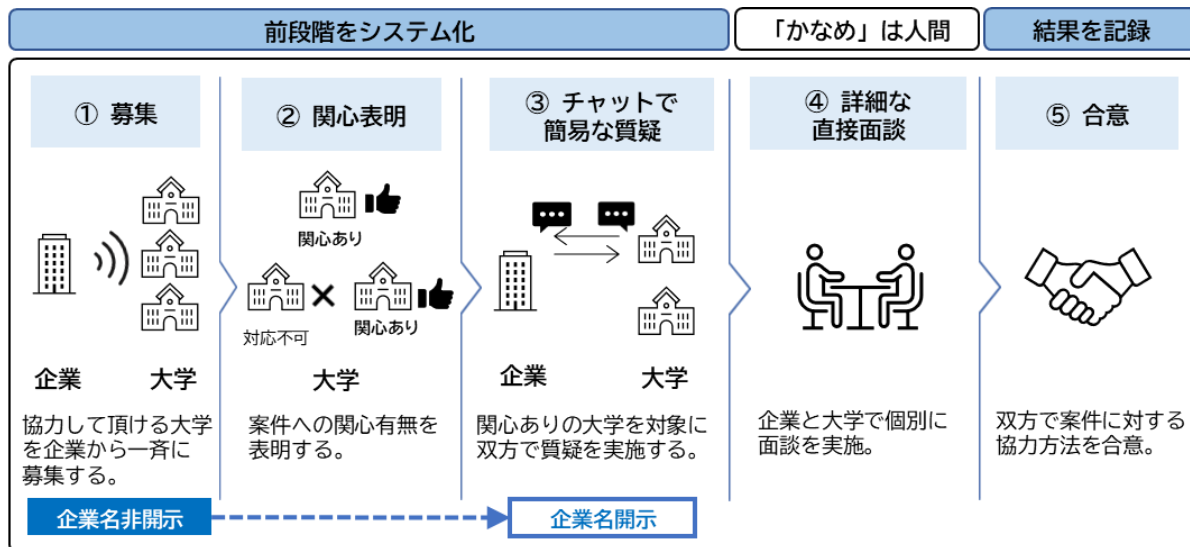 前段階をシステム化
「かなめ」は人間
結果を記録
① 募集
② 関心表明
③ チャットで
簡易な質疑
④ 詳細な
直接面談
⑤ 合意
関心あり
対応不可
関心あり
企業
大学
大学
企業
大学
協力して頂ける大学
を企業から一斉に
募集する。
案件への関心有無を
表明する。
関心ありの大学を対象に
双方で質疑を実施する。
企業と大学で個別に
面談を実施。
双方で案件に対する
協力方法を合意。
企業名非開示
企業名開示